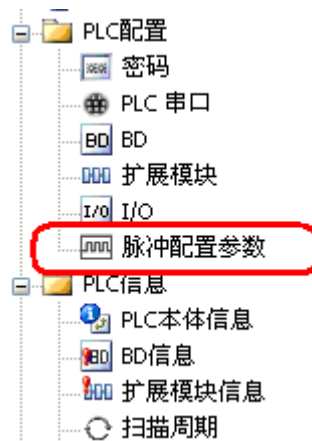 PLC配置
密码
PLC 串口
BD BD
扩展模块
I/O I/O
脉冲配置参数
PLC信息
PLC本体信息
BD BD信息
扩展模块信息
扫描周期